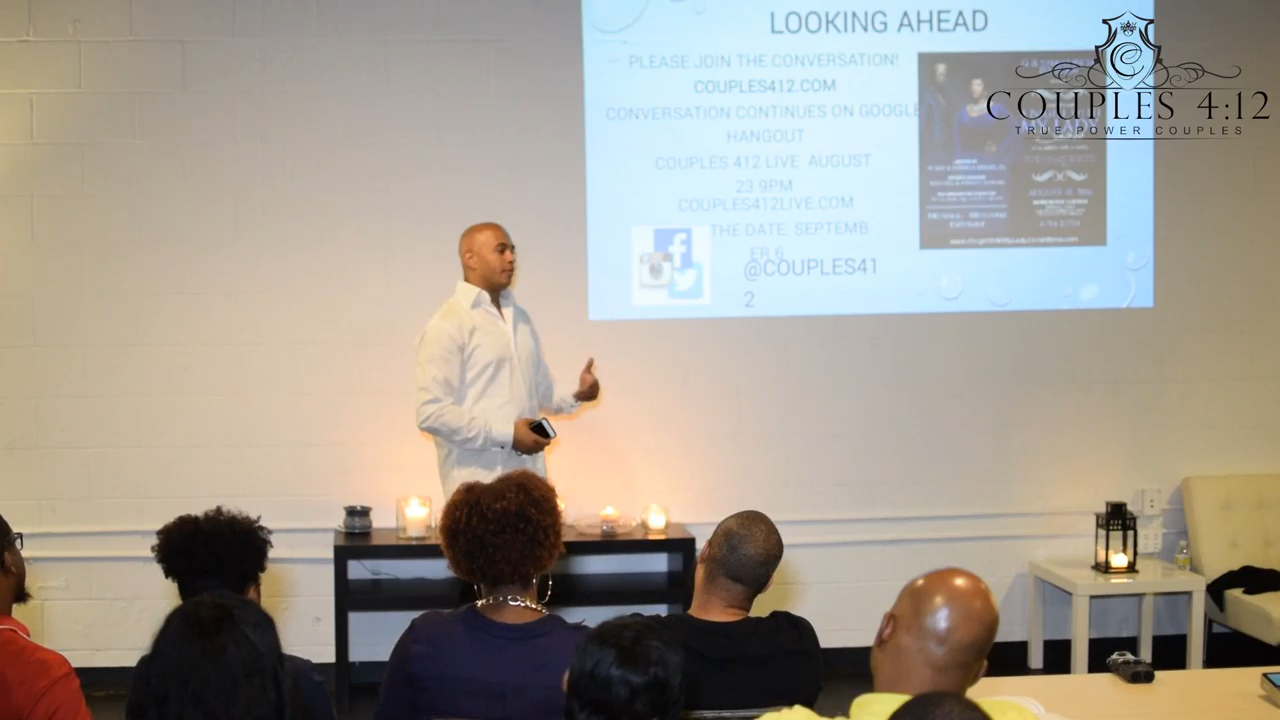 LOOKING AHEAD
PLEASE JOIN THE CONVERSATION!
COUPLES412.COM
CONVERSATION CONTINUES ON GOOGLE
HANGOUT
COUPLES 412 LIVE AUGUST
23 9PM
COUPLES412LIVE.COM
THE DATE: SEPTEMB
ER 6
@COUPLES41
2
C
COUPLES 4:12
TRUE POWER COUPLES